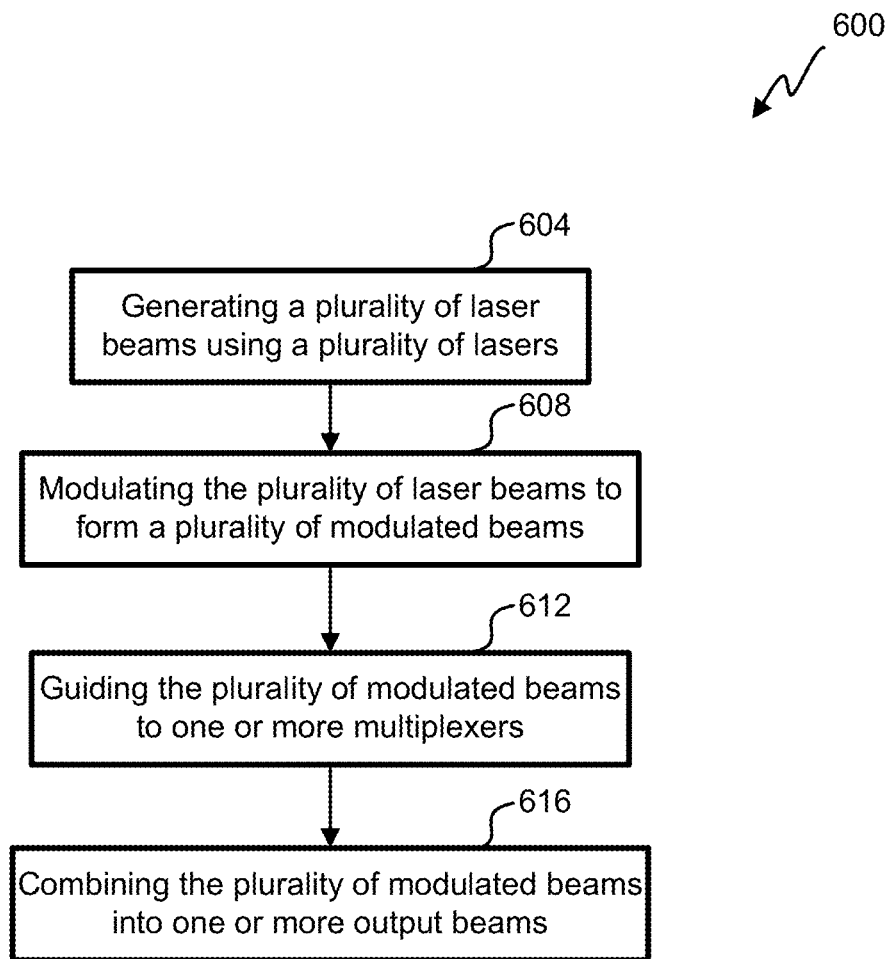 600
604
Generating a plurality of laser
beams using a plurality of lasers
608
Modulating the plurality of laser beams to
form a plurality of modulated beams
612
Guiding the plurality of modulated beams
to one or more multiplexers
616
Combining the plurality of modulated beams
into one or more output beams